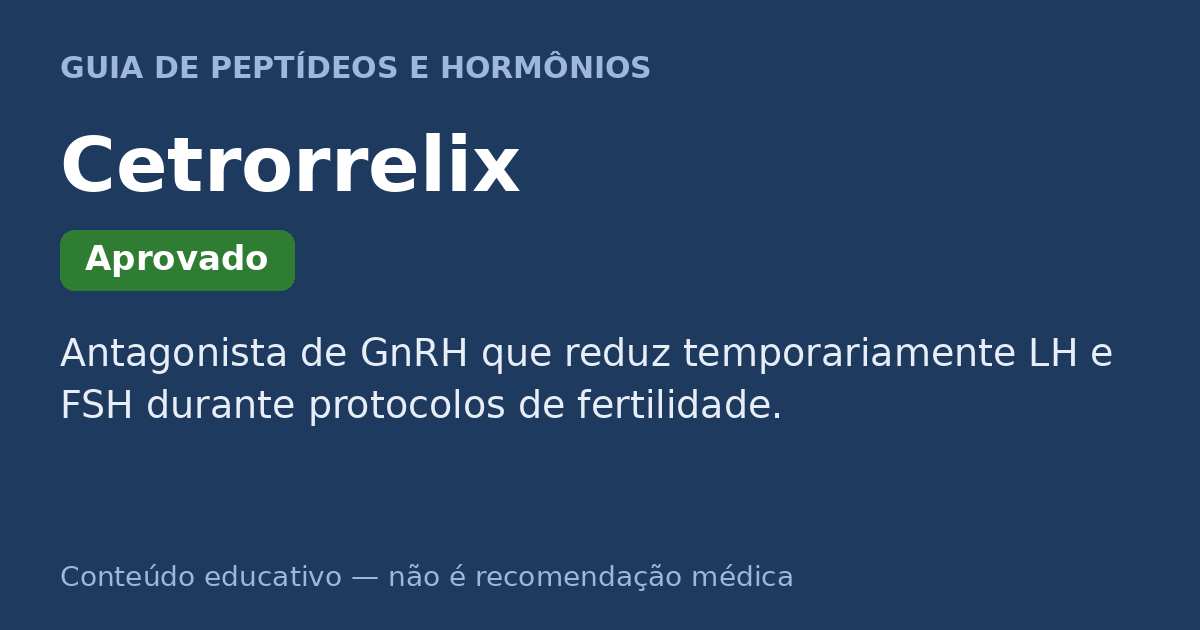 GUIA DE PEPTÍDEOS E HORMÔNIOS
Cetrorrelix
Aprovado
Antagonista de GnRH que reduz temporariamente LH e
FSH durante protocolos de fertilidade.
Conteúdo educativo — não é recomendação médica